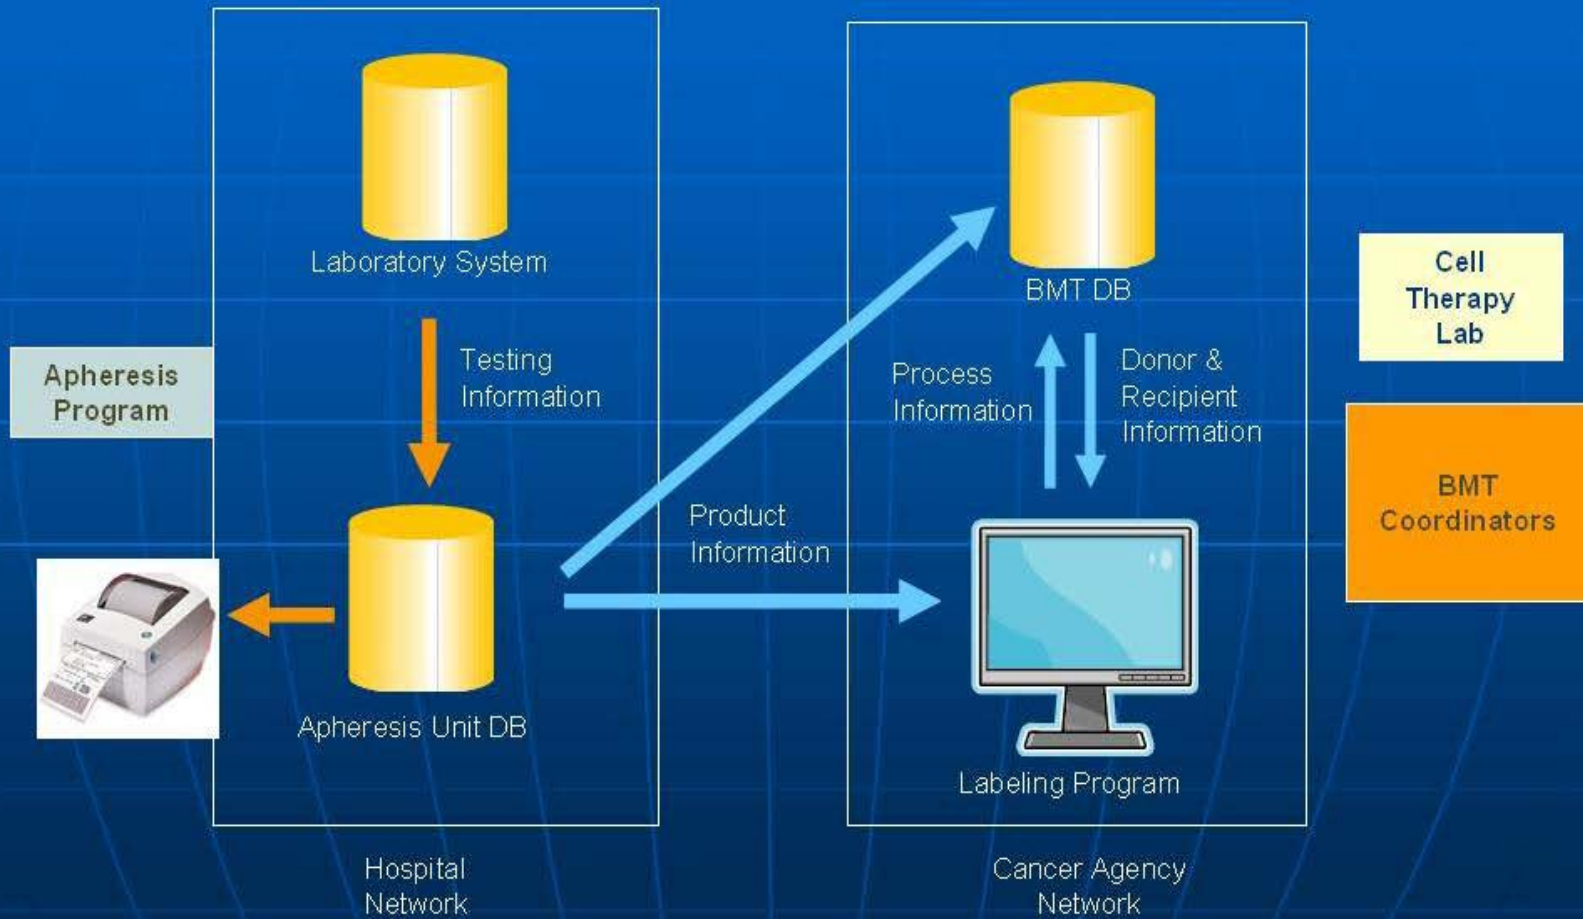 Laboratory System
BMT DB
Cell
Therapy
Lab
Apheresis
Program
Testing
Information
Process
Information
Donor &
Recipient
Information
BMT
Coordinators
Product
Information
Apheresis Unit DB
Labeling Program
Hospital
Network
Cancer Agency
Network